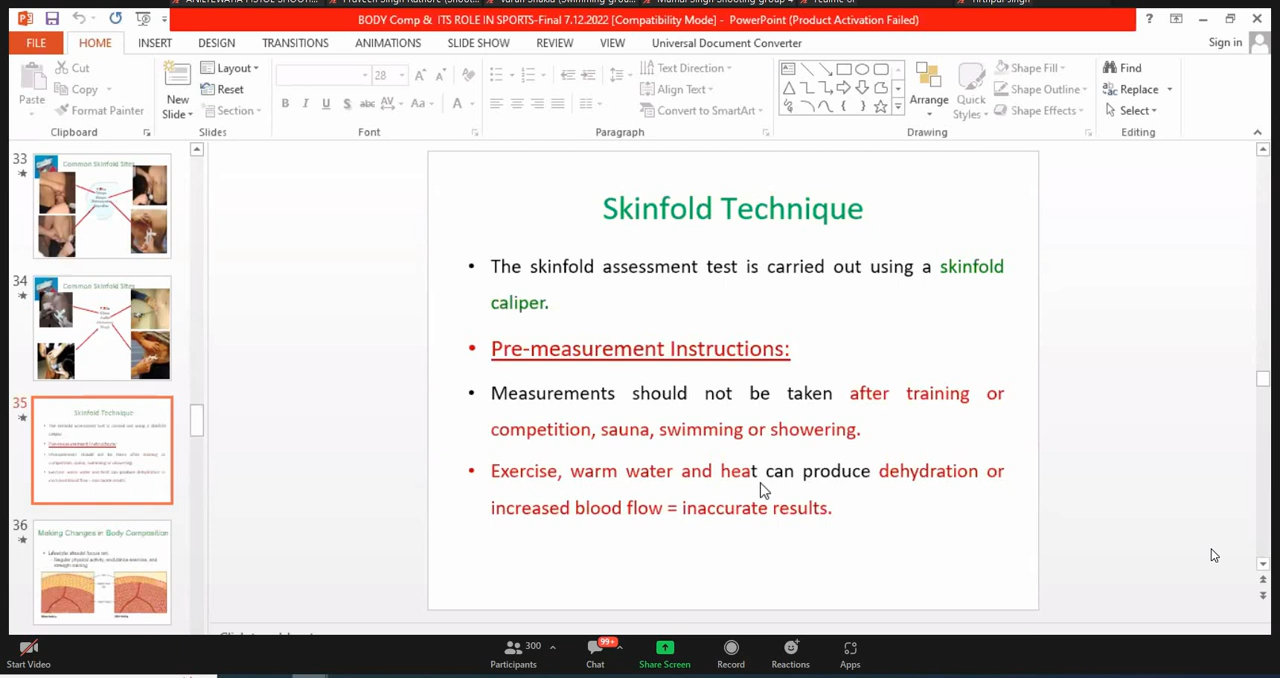 BODY Comp & ITS ROLE IN SPORTS-Final 7.12.2022 [Compatibility Mode] - PowerPoint (Product Activation Failed)
FILE HOME INSERT DESIGN TRANSITIONS ANIMATIONS SLIDE SHOW REVIEW VIEW Universal Document Converter Sign in
Cut
Copy
Format Painter
Paste
Clipboard
New
Slide
Layout
Reset
Section
Slides
28
B I U S abc AV Aa A
Font
Text Direction
Align Text
Convert to SmartArt
Paragraph
Arrange
Quick
Styles
Shape Fill
Shape Outline
Shape Effects
Drawing
Find
Replace
Select
Editing
33
Common Skinfold Sites
34
Common Skinfold Sites
35
Skinfold Technique
Pre-measurement Instructions:
36
Making Changes in Body Composition
Skinfold Technique
• The skinfold assessment test is carried out using a skinfold
caliper.
• Pre-measurement Instructions:
• Measurements should not be taken after training or
competition, sauna, swimming or showering.
• Exercise, warm water and heat can produce dehydration or
increased blood flow = inaccurate results.
Start Video
Participants 300
Chat 99+
Share Screen
Record
Reactions
Apps